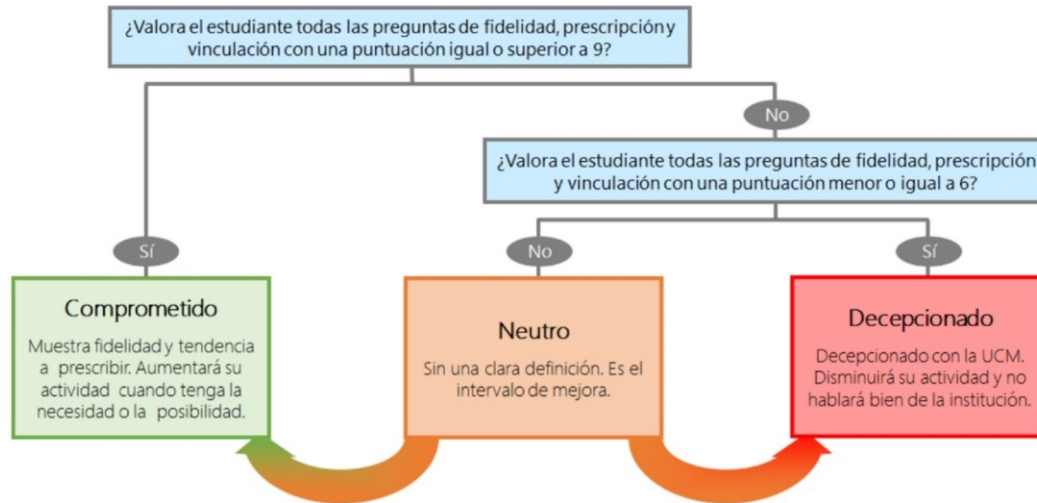 ¿Valora el estudiante todas las preguntas de fidelidad, prescripción y
vinculación con una puntuación igual o superior a 9?
No
¿Valora el estudiante todas las preguntas de fidelidad, prescripción
y vinculación con una puntuación menor o igual a 6?
Sí
No
Sí
Comprometido
Muestra fidelidad y tendencia
a prescribir. Aumentará su
actividad cuando tenga la
necesidad o la posibilidad.
Neutro
Sin una clara definición. Es el
intervalo de mejora.
Decepcionado
Decepcionado con la UCM.
Disminuirá su actividad y no
hablará bien de la institución.